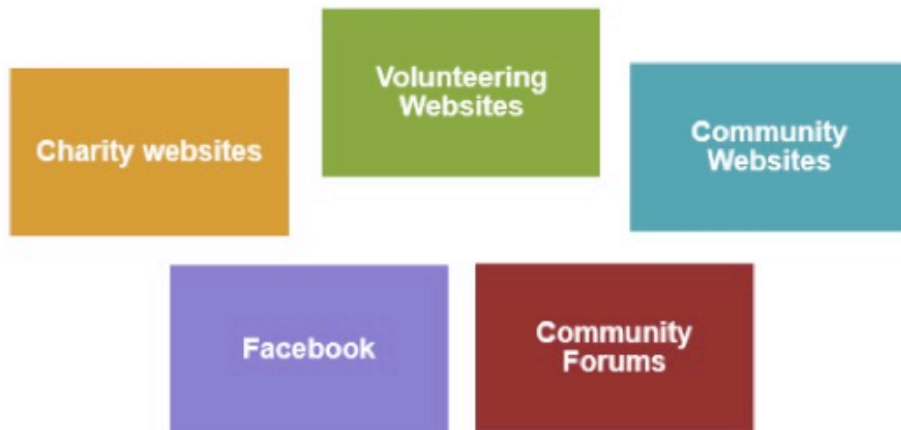 Volunteering
Websites
Charity websites
Community
Websites
Facebook
Community
Forums